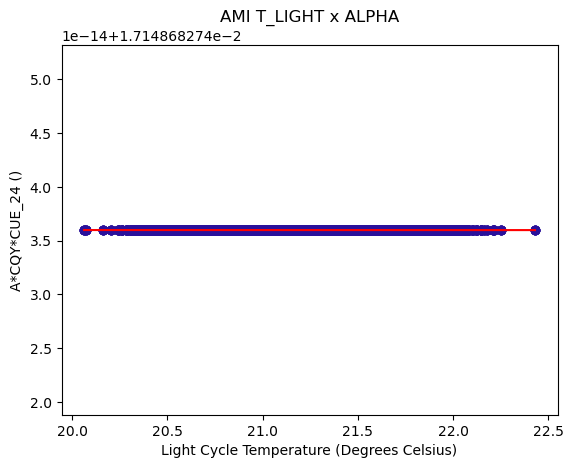 AMI T_LIGHT x ALPHA
1e−14+1.714868274e−2
5.0
4.5
4.0
3.5
3.0
2.5
2.0
A*CQY*CUE_24 ()
20.0 20.5 21.0 21.5 22.0 22.5
Light Cycle Temperature (Degrees Celsius)